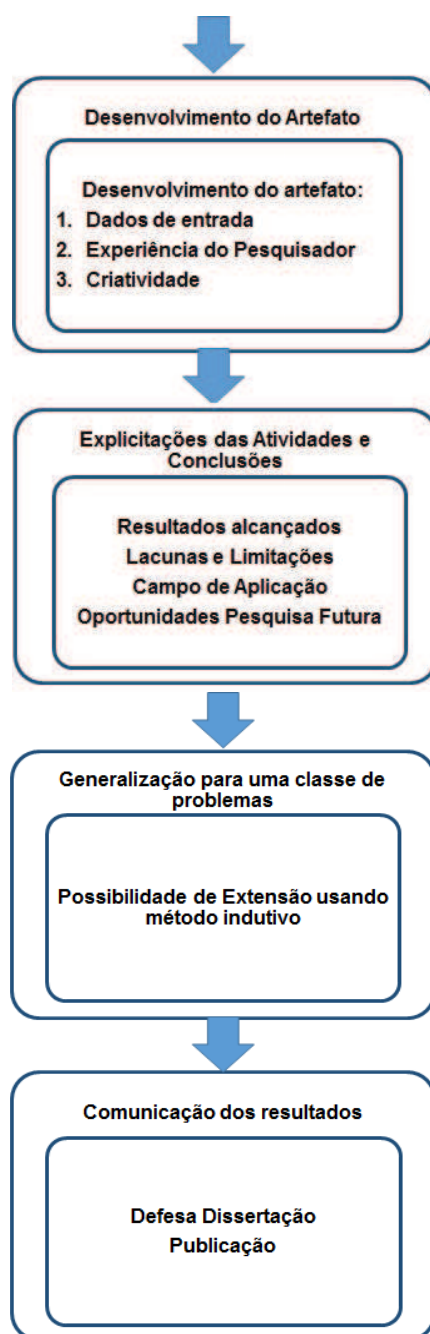 Desenvolvimento do Artefato
Desenvolvimento do artefato:
1. Dados de entrada
2. Experiência do Pesquisador
3. Criatividade
Explicitações das Atividades e
Conclusões
Resultados alcançados
Lacunas e Limitações
Campo de Aplicação
Oportunidades Pesquisa Futura
Generalização para uma classe de
problemas
Possibilidade de Extensão usando
método indutivo
Comunicação dos resultados
Defesa Dissertação
Publicação